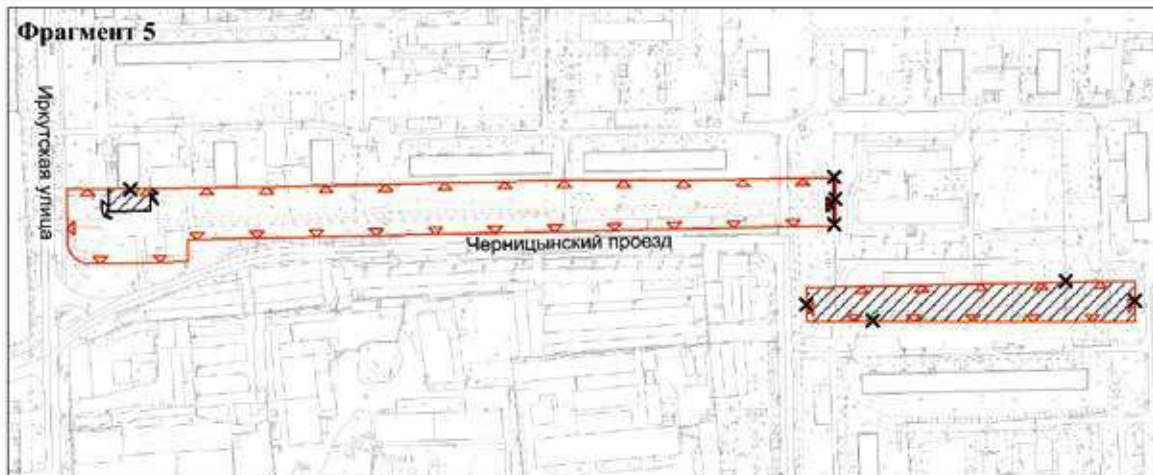 Фрагмент 5
Иркутская улица
Черницынский проезд